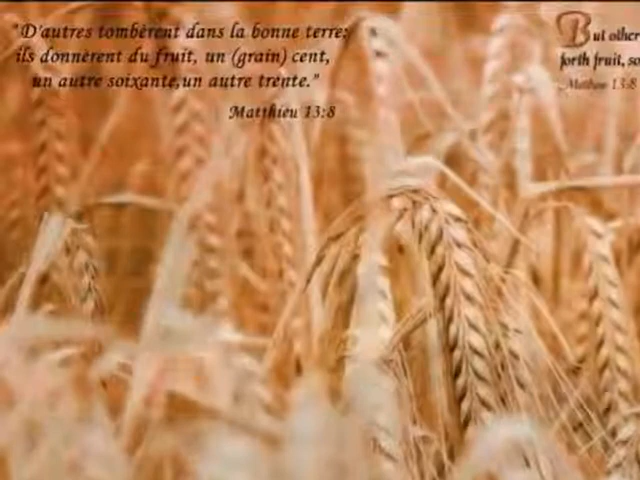 "D'autres tombèrent dans la bonne terre;
ils donnèrent du fruit, un (grain) cent,
un autre soixante,un autre trente."
Matthieu 13:8
But other
forth fruit, so
Matthew 13:8